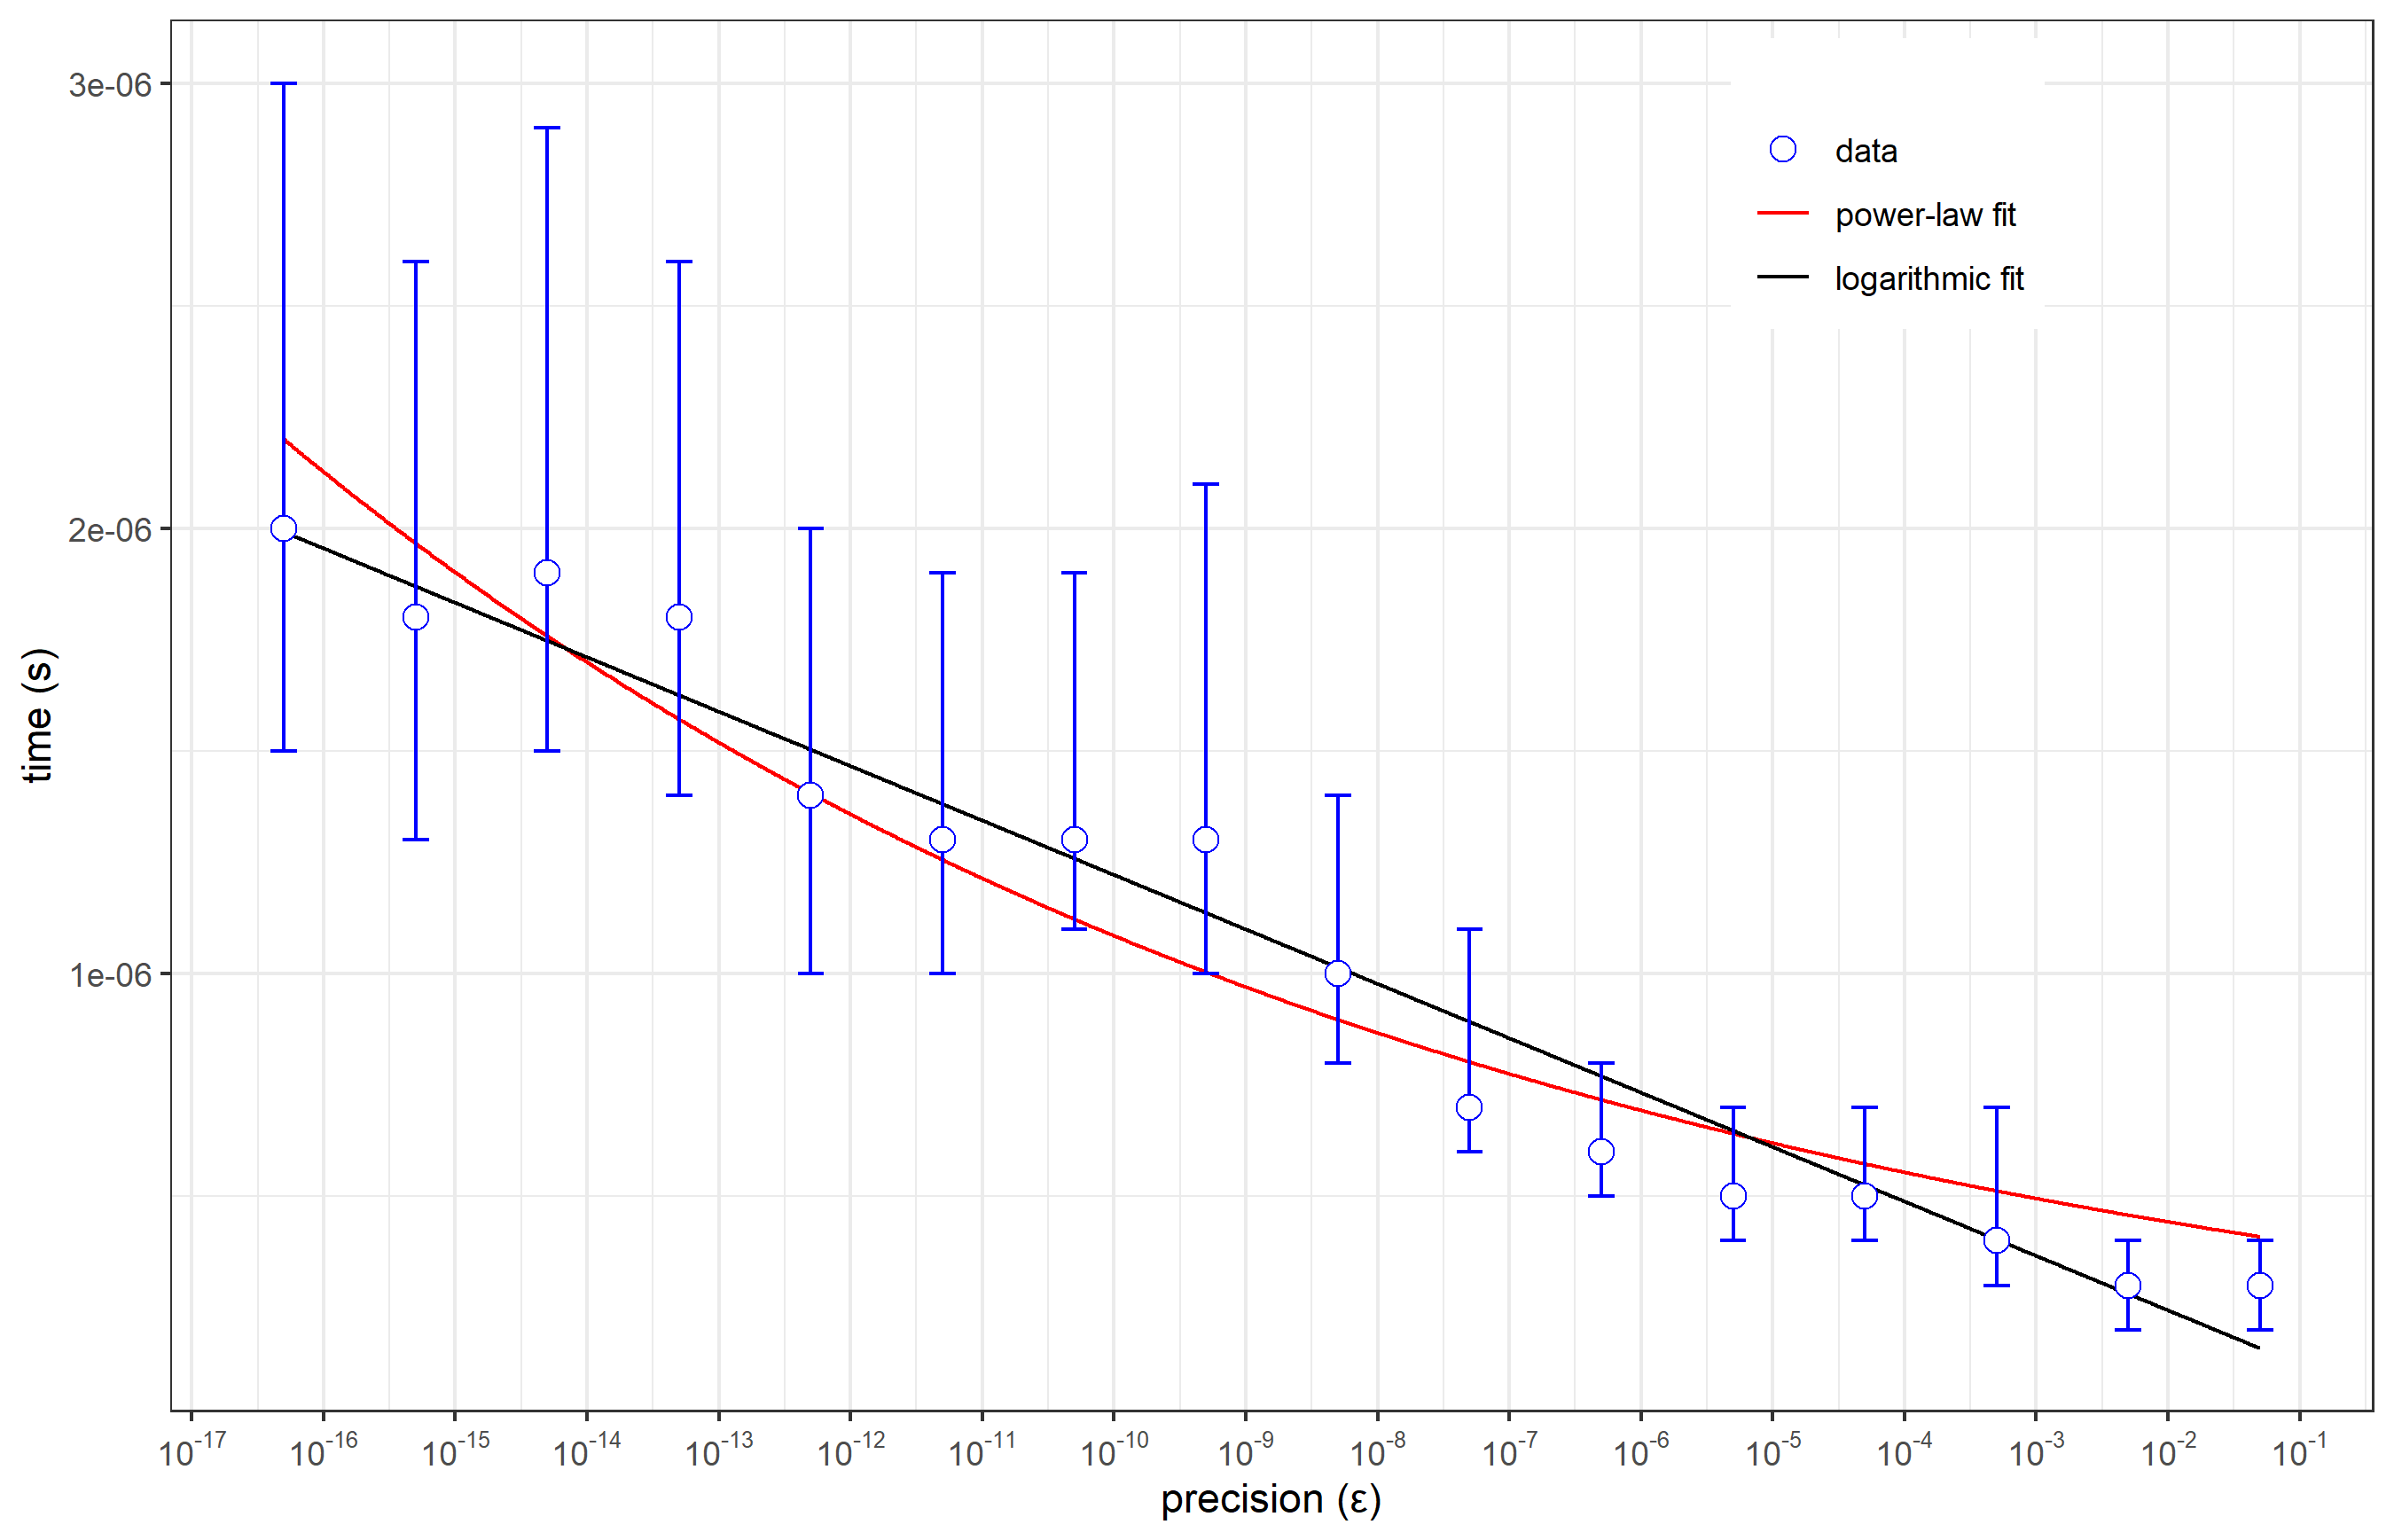 3e-06
2e-06
1e-06
time (s)
data
power-law fit
logarithmic fit
10⁻¹⁷ 10⁻¹⁶ 10⁻¹⁵ 10⁻¹⁴ 10⁻¹³ 10⁻¹² 10⁻¹¹ 10⁻¹⁰ 10⁻⁹ 10⁻⁸ 10⁻⁷ 10⁻⁶ 10⁻⁵ 10⁻⁴ 10⁻³ 10⁻² 10⁻¹
precision (ε)